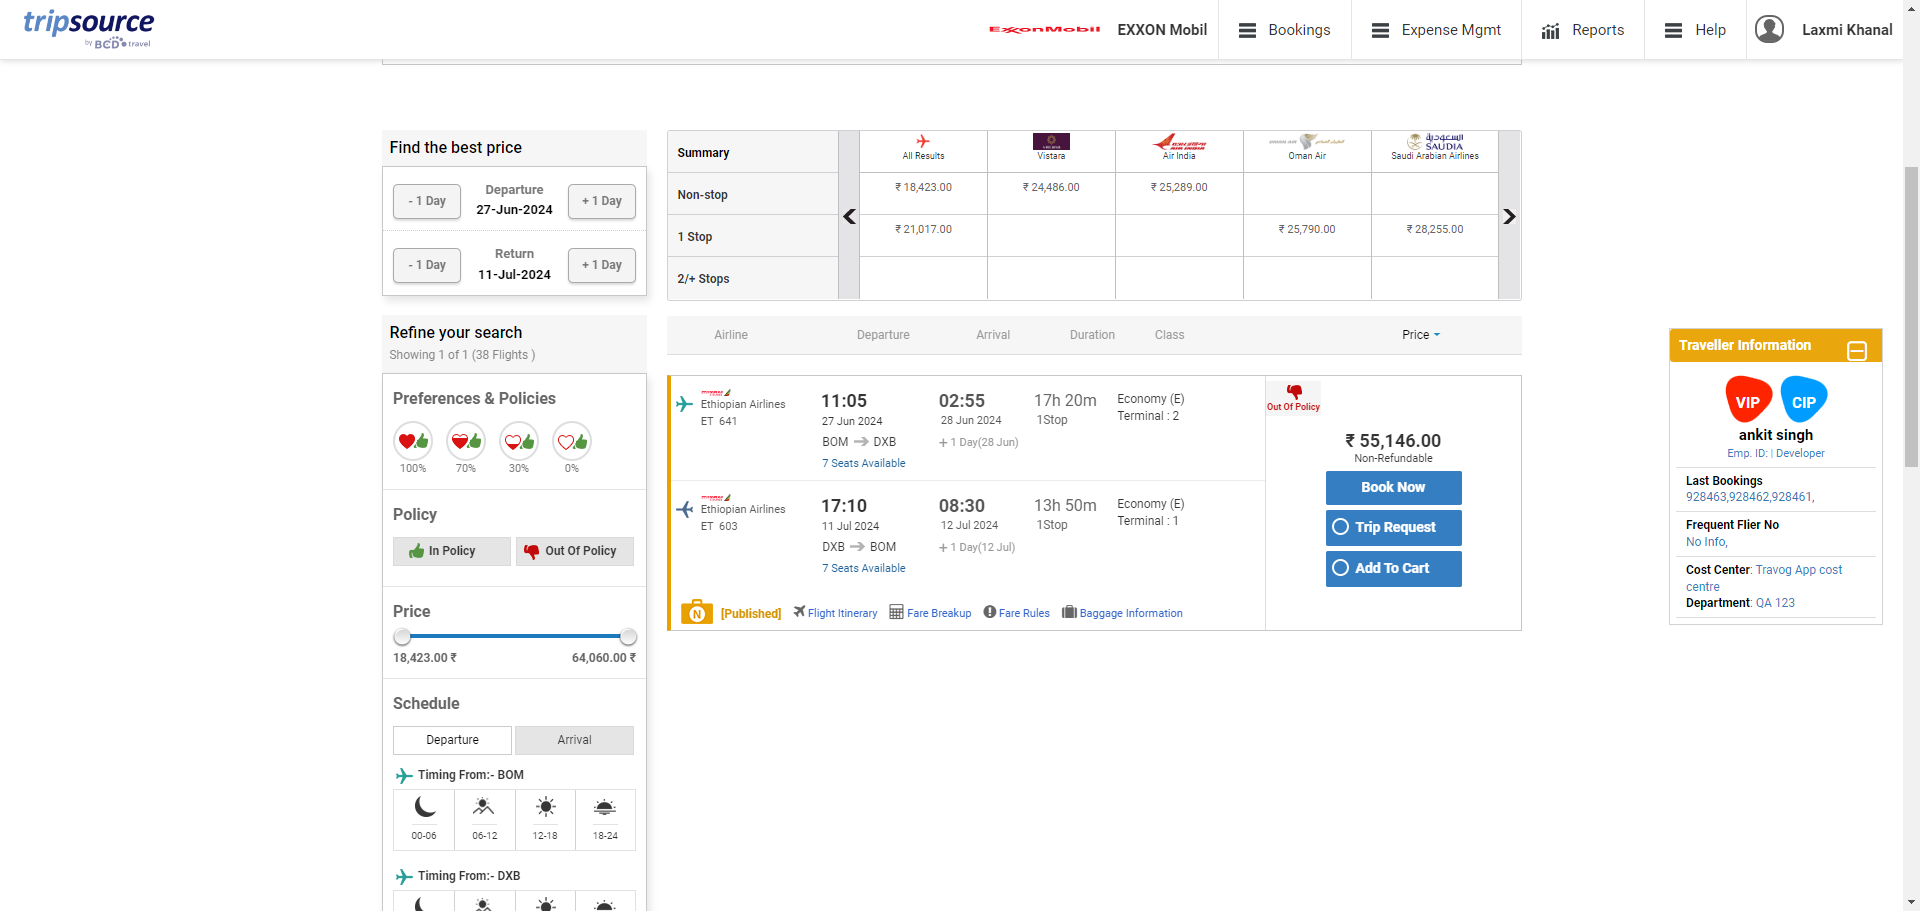 tripsource
by BCD travel
ExxonMobil
EXXON Mobil
Bookings
Expense Mgmt
Reports
Help
Laxmi Khanal
Find the best price
- 1 Day
Departure
27-Jun-2024
+ 1 Day
- 1 Day
Return
11-Jul-2024
+ 1 Day
Summary
All Results
Vistara
AIR INDIA
Air India
OMAN AIR
Oman Air
السعودية
SAUDIA
Saudi Arabian Airlines
Non-stop
₹ 18,423.00
₹ 24,486.00
₹ 25,289.00
1 Stop
₹ 21,017.00
₹ 25,790.00
₹ 28,255.00
2/+ Stops
Refine your search
Showing 1 of 1 (38 Flights )
Preferences & Policies
100%
70%
30%
0%
Policy
In Policy
Out Of Policy
Price
18,423.00 ₹
64,060.00 ₹
Schedule
Departure
Arrival
Timing From:- BOM
00-06
06-12
12-18
18-24
Timing From:- DXB
Airline
Departure
Arrival
Duration
Class
Price
Ethiopian Airlines
ET 641
11:05
27 Jun 2024
BOM
DXB
7 Seats Available
02:55
28 Jun 2024
+ 1 Day(28 Jun)
17h 20m
1Stop
Economy (E)
Terminal : 2
Ethiopian Airlines
ET 603
17:10
11 Jul 2024
DXB
BOM
7 Seats Available
08:30
12 Jul 2024
+ 1 Day(12 Jul)
13h 50m
1Stop
Economy (E)
Terminal : 1
N
[Published]
Flight Itinerary
Fare Breakup
Fare Rules
Baggage Information
Out Of Policy
₹ 55,146.00
Non-Refundable
Book Now
Trip Request
Add To Cart
Traveller Information
VIP
CIP
ankit singh
Emp. ID: | Developer
Last Bookings
928463,928462,928461,
Frequent Flier No
No Info,
Cost Center: Travog App cost
centre
Department: QA 123